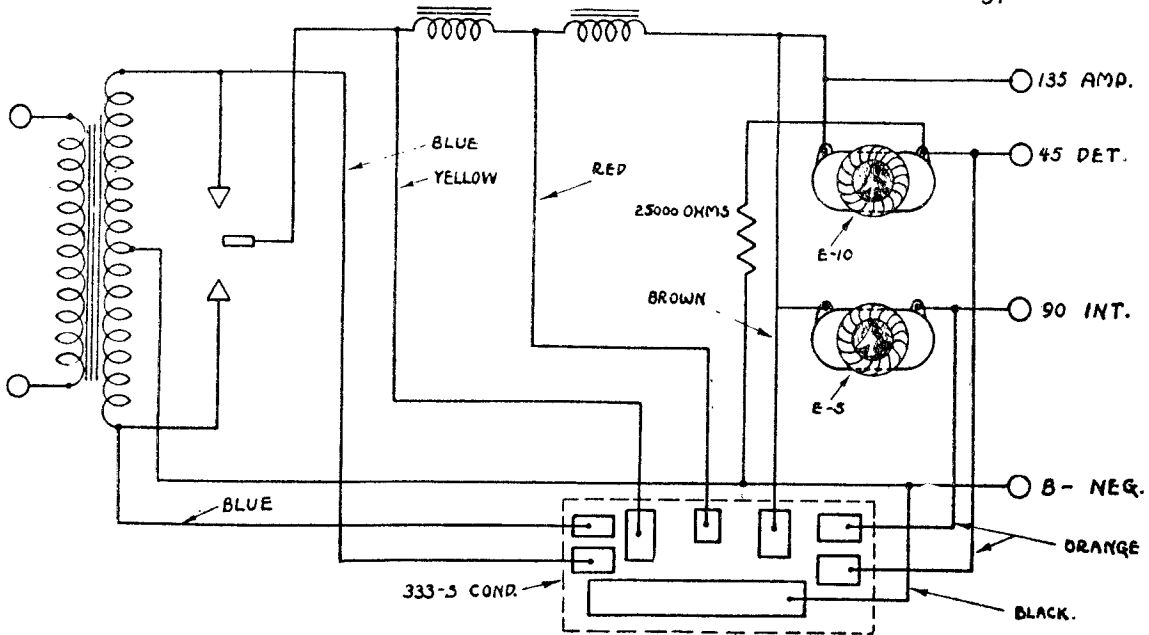 135 AMP.
BLUE
YELLOW
RED
45 DET.
25000 OHMS
E-10
BROWN
90 INT.
E-5
B- NEG.
BLUE
ORANGE
333-S COND.
BLACK.